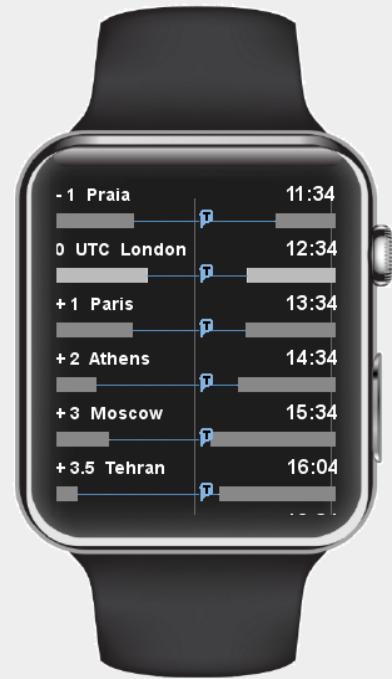 - 1 Praia 11:34
T
0 UTC London 12:34
T
+ 1 Paris 13:34
T
+ 2 Athens 14:34
T
+ 3 Moscow 15:34
T
+ 3.5 Tehran 16:04
T